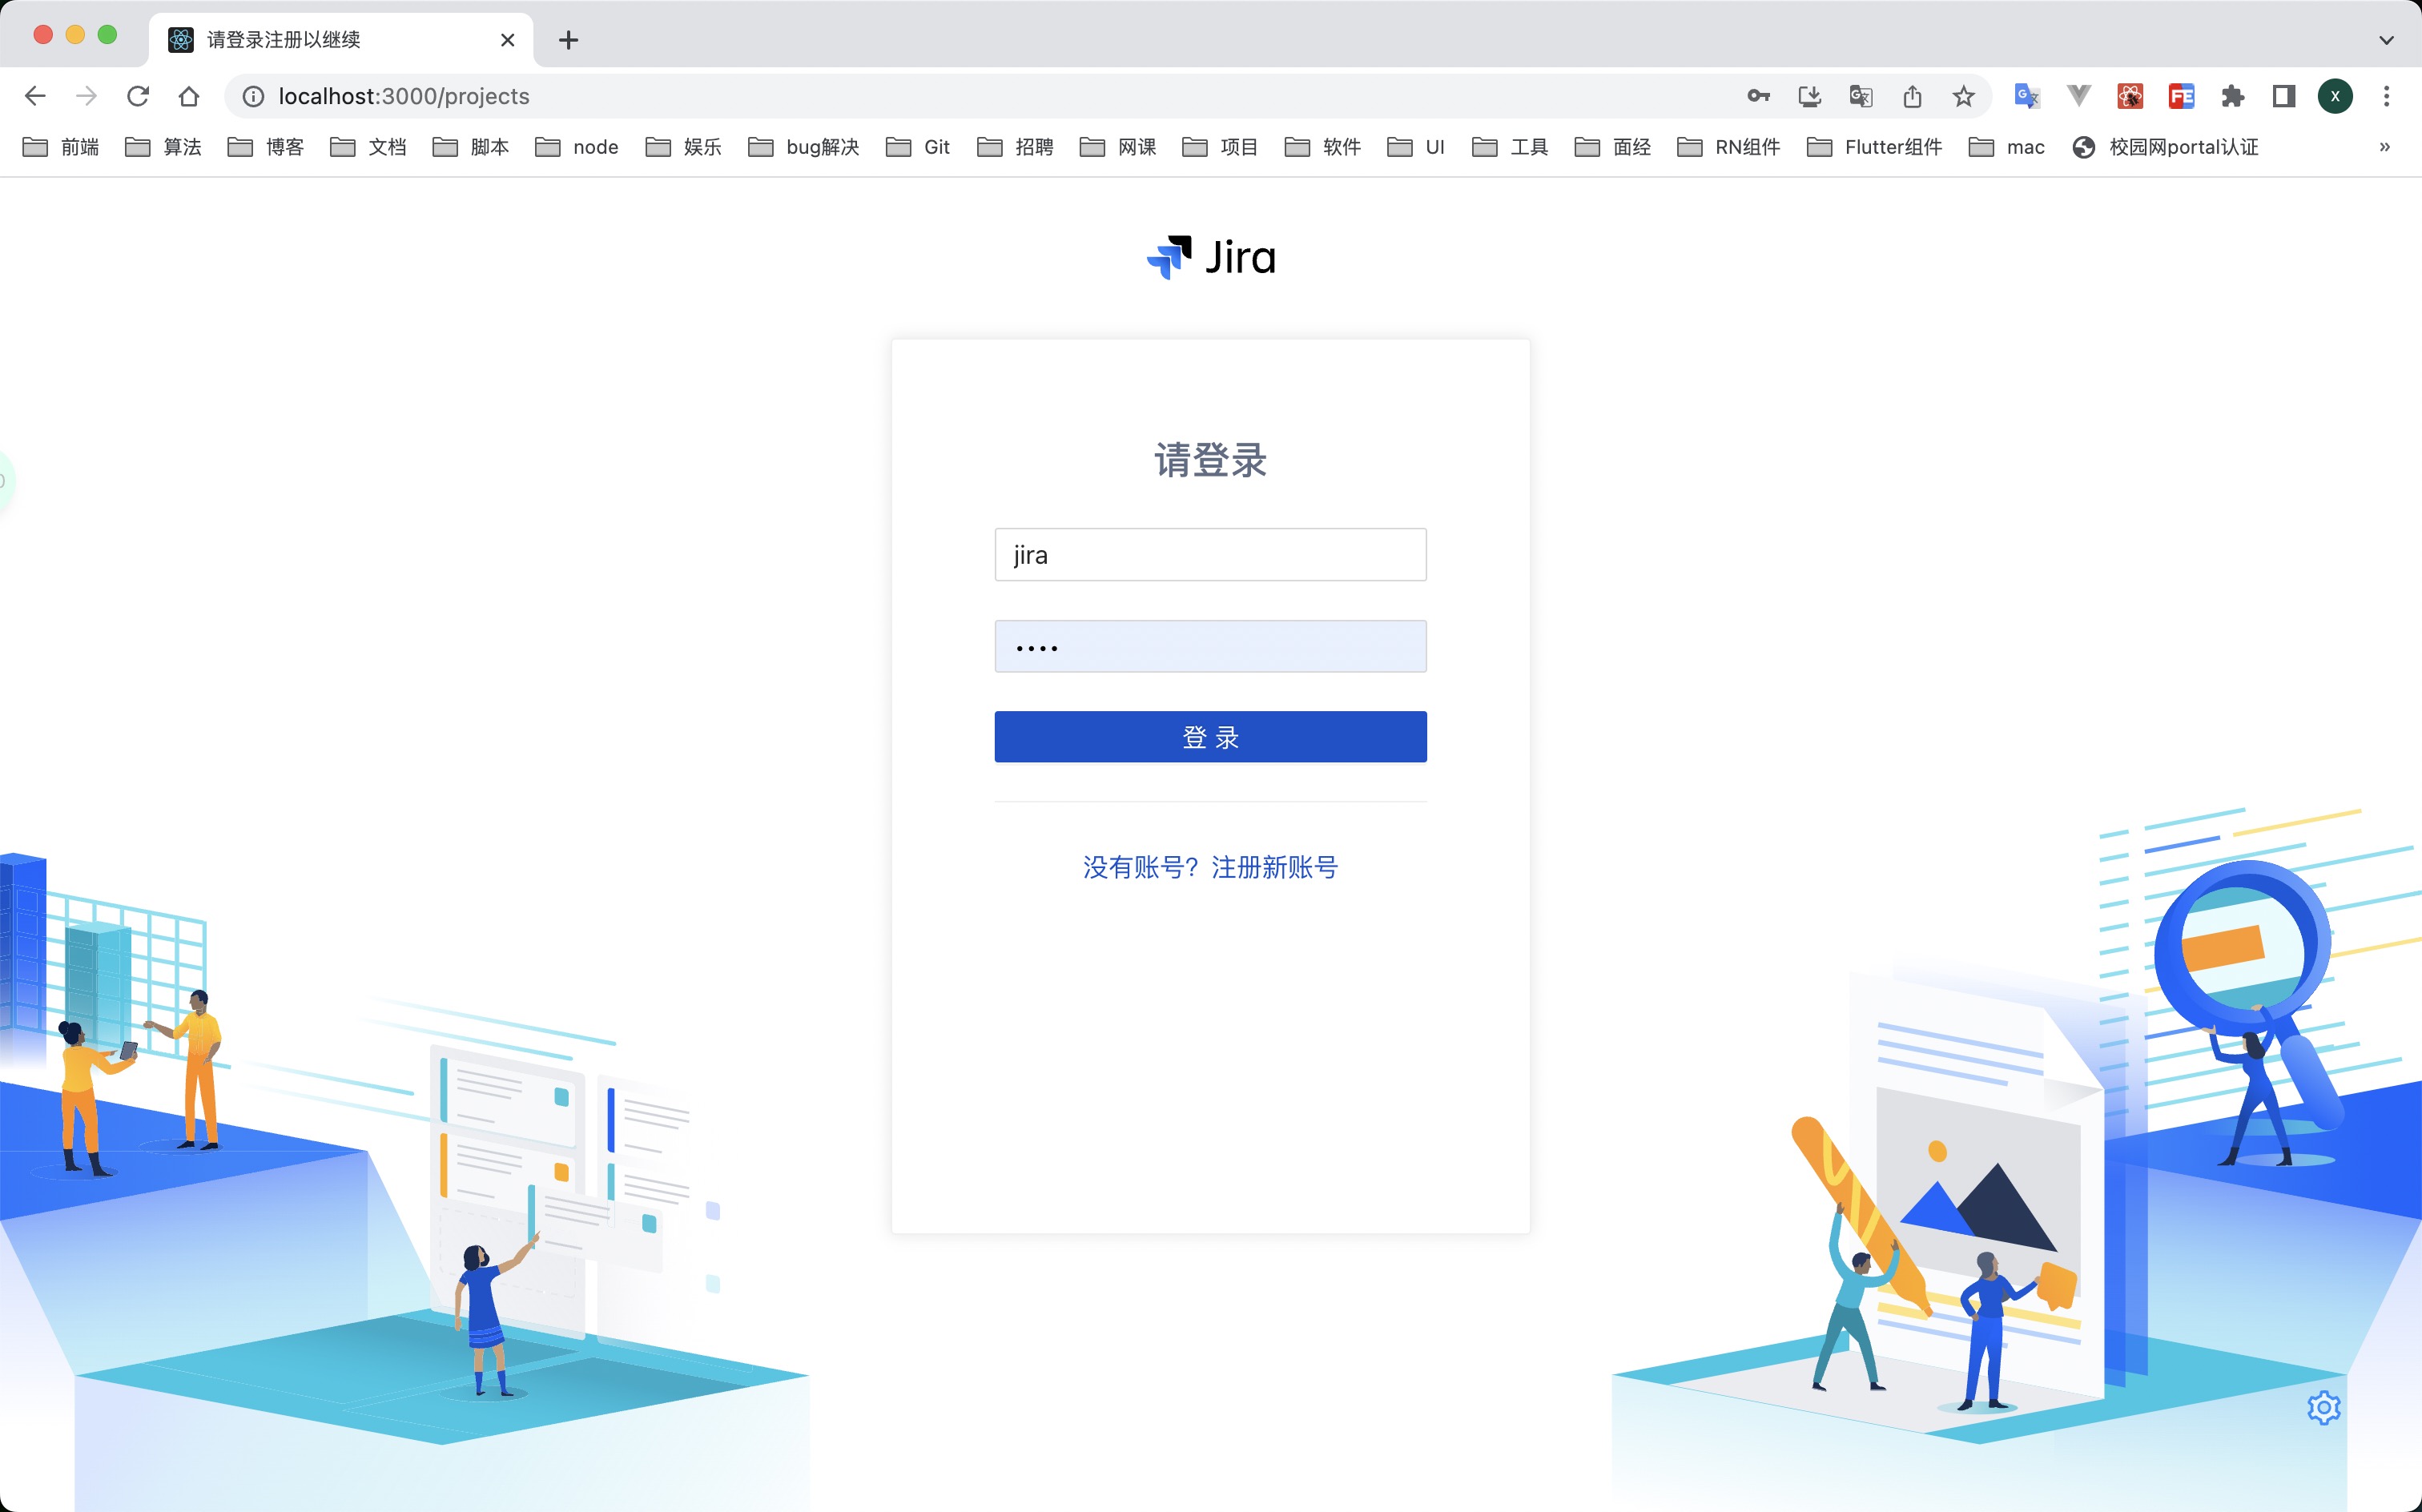 请登录注册以继续
localhost:3000/projects
X
前端 算法 博客 文档 脚本 node 娱乐 bug解决 Git 招聘 网课 项目 软件 UI 工具 面经 RN组件 Flutter组件 mac 校园网portal认证 »
Jira
请登录
jira
••••
登 录
没有账号？注册新账号